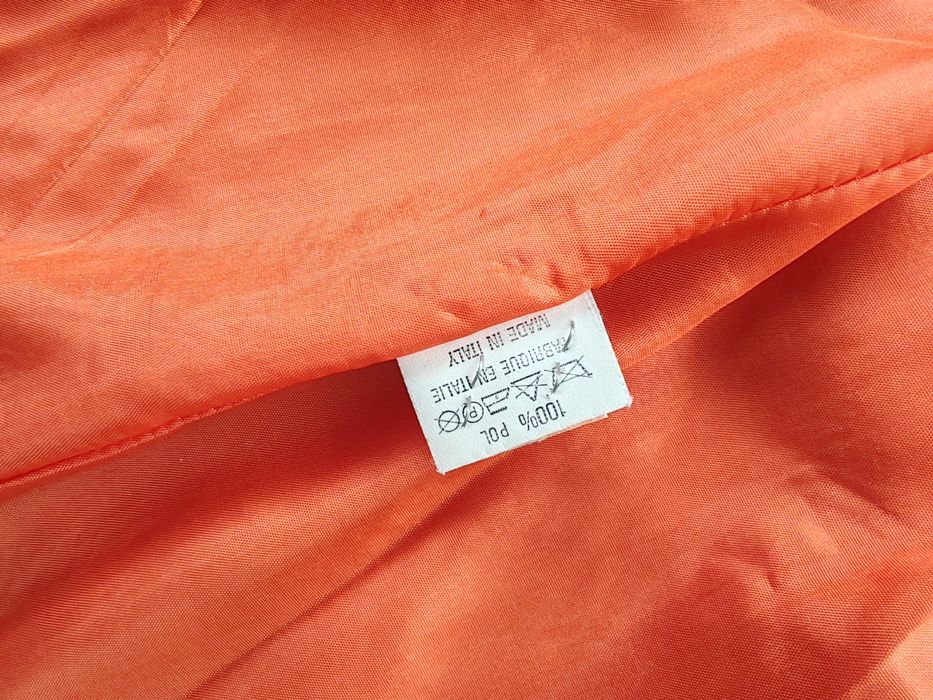 100% POL
P
FABRIQUE EN ITALIE
MADE IN ITALY